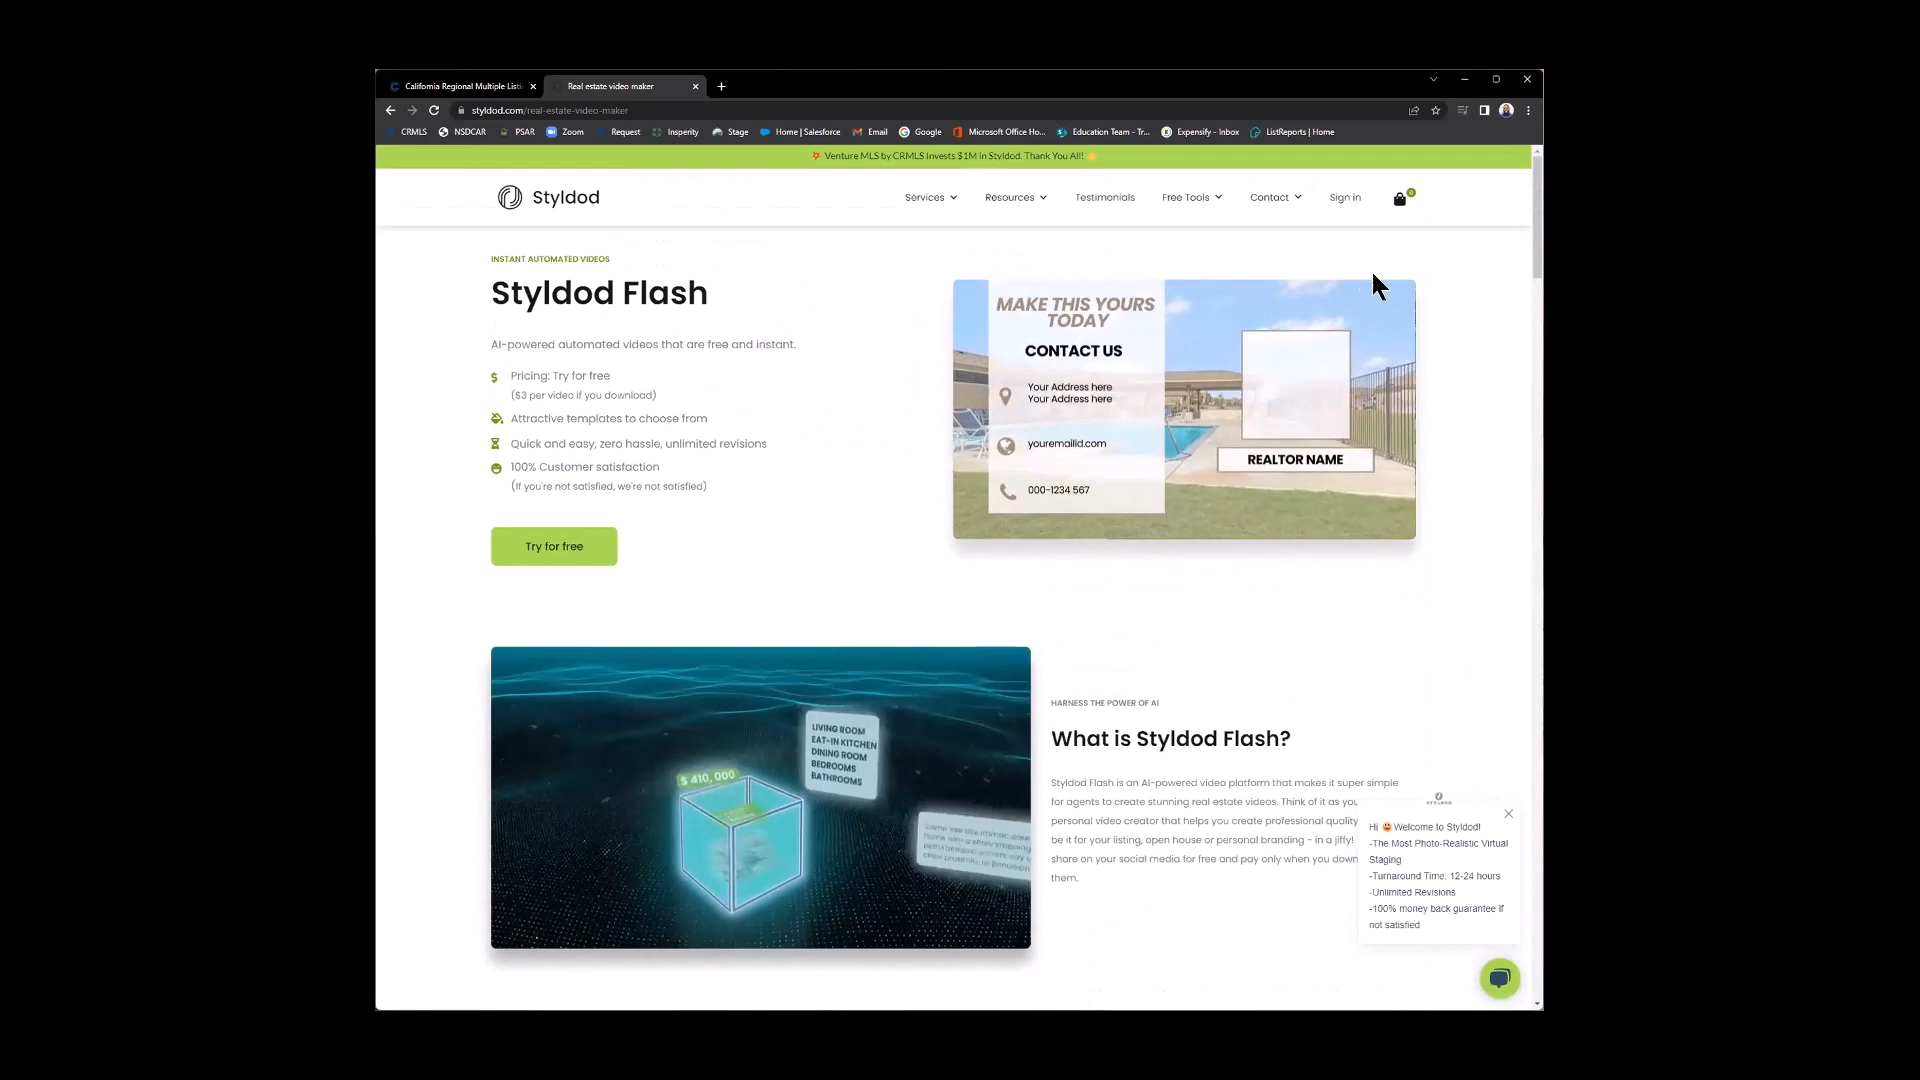 California Regional Multiple Listi
Real estate video maker
styldod.com/real-estate-video-maker
CRMLS
NSDCAR
PSAR
Zoom
Request
Insperity
Stage
Home | Salesforce
Email
Google
Microsoft Office Ho...
Education Team - Tr...
Expensify - Inbox
ListReports | Home
Venture MLS by CRMLS Invests $1M in Styldod. Thank You All!
Styldod
Services
Resources
Testimonials
Free Tools
Contact
Sign in
0
INSTANT AUTOMATED VIDEOS
Styldod Flash
AI-powered automated videos that are free and instant.
Pricing: Try for free
($3 per video if you download)
Attractive templates to choose from
Quick and easy, zero hassle, unlimited revisions
100% Customer satisfaction
(If you're not satisfied, we're not satisfied)
Try for free
MAKE THIS YOURS
TODAY
CONTACT US
Your Address here
Your Address here
youremailid.com
000-1234 567
REALTOR NAME
$ 410, 000
LIVING ROOM
EAT-IN KITCHEN
DINING ROOM
BEDROOMS
BATHROOMS
HARNESS THE POWER OF AI
What is Styldod Flash?
Styldod Flash is an AI-powered video platform that makes it super simple
for agents to create stunning real estate videos. Think of it as you
personal video creator that helps you create professional quality
be it for your listing, open house or personal branding - in a jiffy!
share on your social media for free and pay only when you down
them.
STYLDOD
Hi Welcome to Styldod!
-The Most Photo-Realistic Virtual
Staging
-Turnaround Time: 12-24 hours
-Unlimited Revisions
-100% money back guarantee if
not satisfied